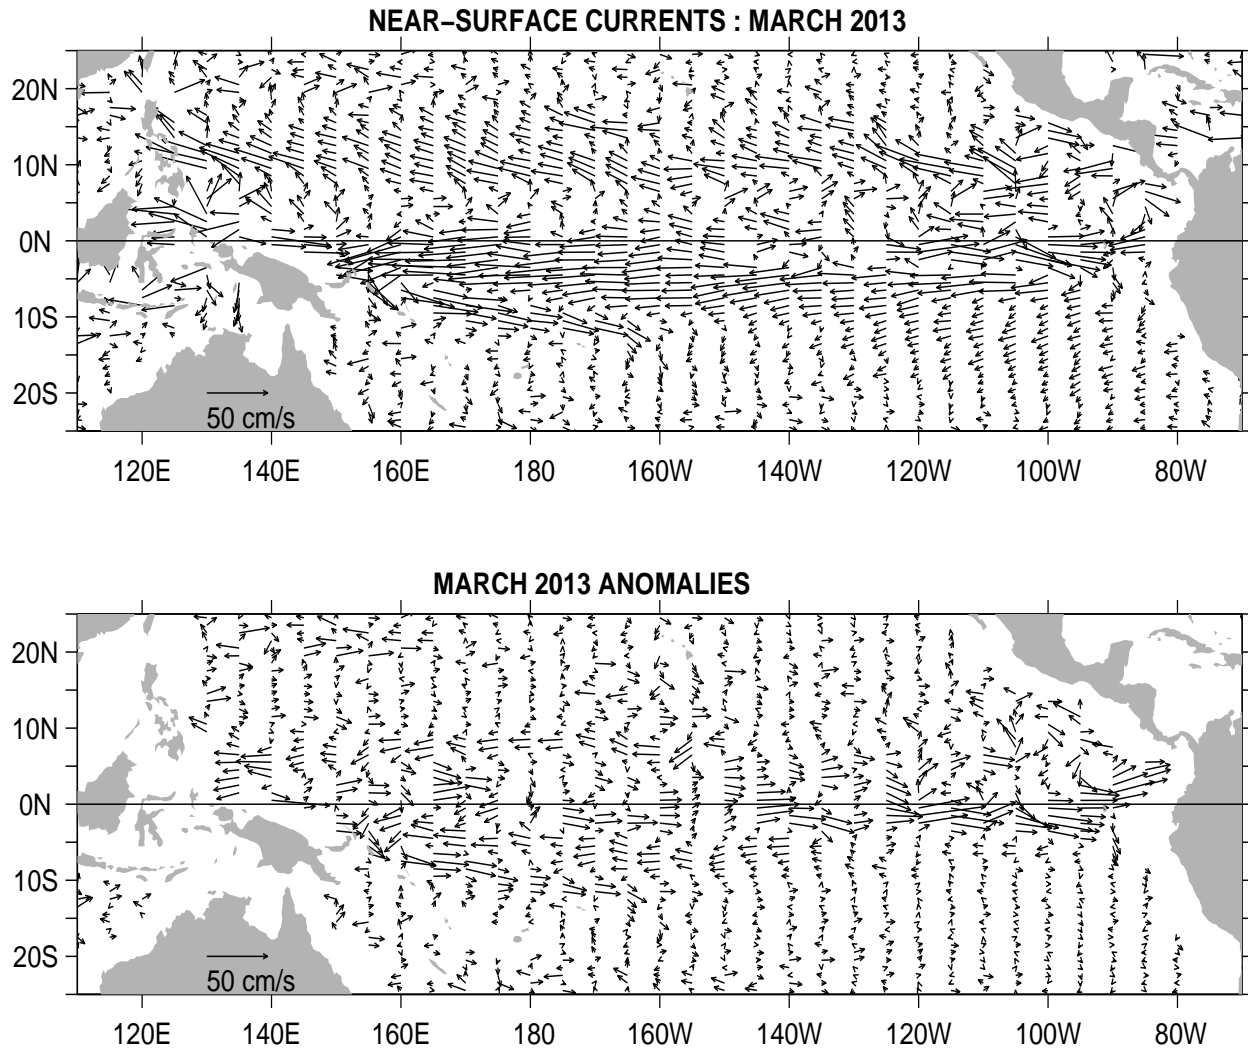 NEAR–SURFACE CURRENTS : MARCH 2013
20N
10N
0N
10S
20S
50 cm/s
120E 140E 160E 180 160W 140W 120W 100W 80W
MARCH 2013 ANOMALIES
20N
10N
0N
10S
20S
50 cm/s
120E 140E 160E 180 160W 140W 120W 100W 80W